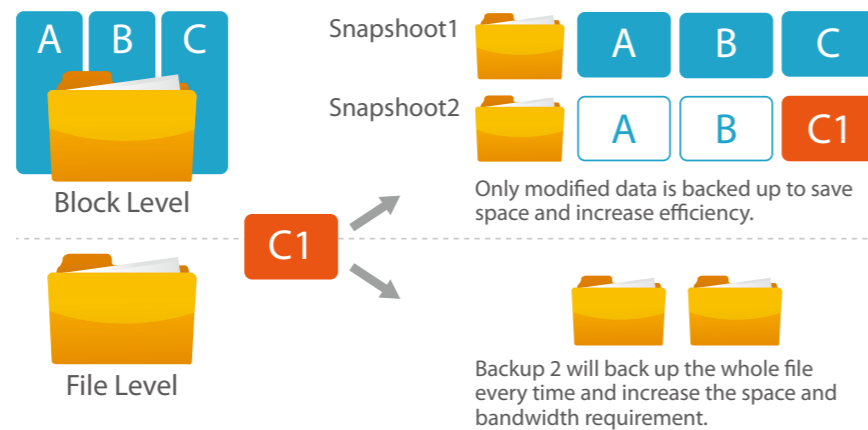 A B C
Block Level
Snapshoot1
A B C
Snapshoot2
A B C1
Only modified data is backed up to save
space and increase efficiency.
C1
File Level
Backup 2 will back up the whole file
every time and increase the space and
bandwidth requirement.